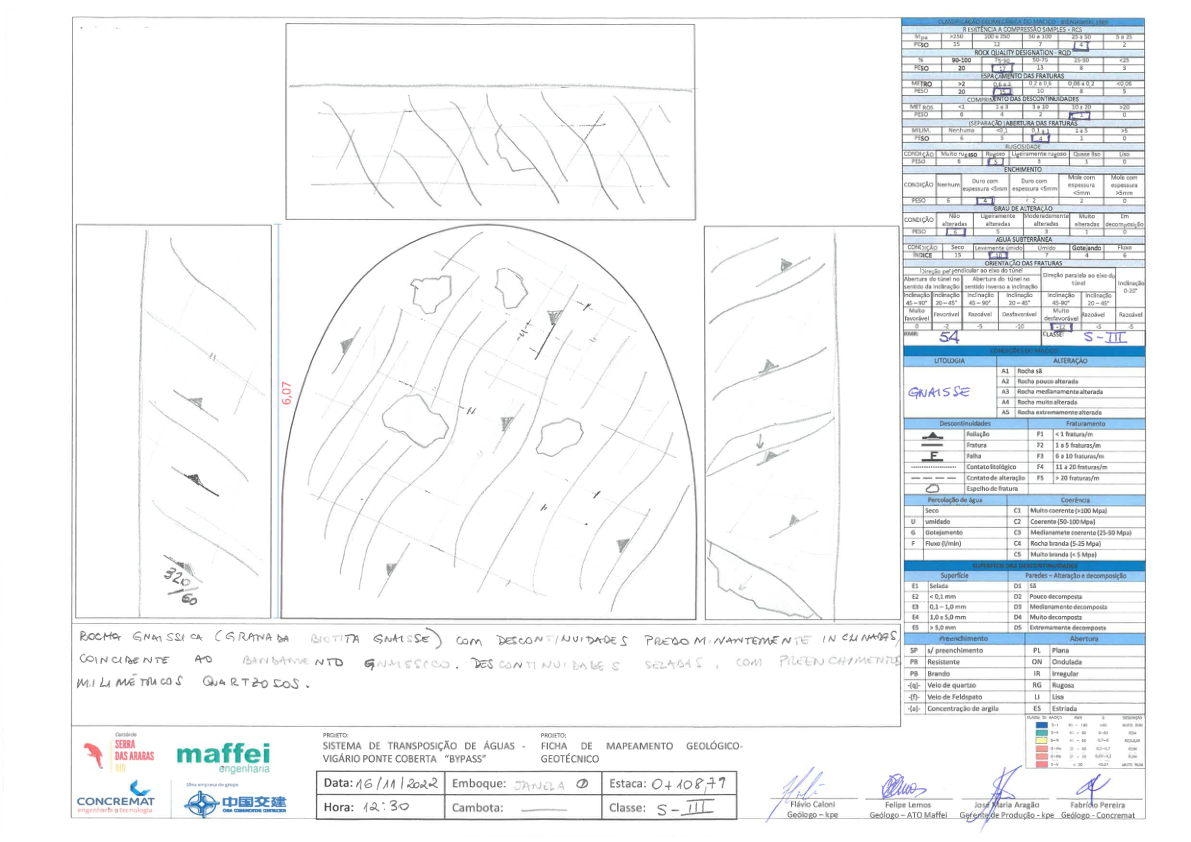 CLASSIFICAÇÃO GEOMECÂNICA DO MACIÇO - BIENIAWSKI 1989
RESISTÊNCIA A COMPRESSÃO SIMPLES - RCS
Mpa >250 100 a 250 50 a 100 25 a 50 5 a 25
PESO 15 12 7 4 2
ROCK QUALITY DESIGNATION - RQD
% 90-100 75-90 50-75 25-50 <25
PESO 20 17 13 8 3
ESPAÇAMENTO DAS FRATURAS
METRO >2 0,6 a 2 0,2 a 0,6 0,06 a 0,2 <0,06
PESO 20 15 10 8 5
COMPRIMENTO DAS DESCONTINUIDADES
METROS <1 1 a 3 3 a 10 10 a 20 >20
PESO 6 4 2 1 0
(SEPARAÇÃO) ABERTURA DAS FRATURAS
MILIM. Nenhuma <0,1 0,1 a 1 1 a 5 >5
PESO 6 5 4 1 0
RUGOSIDADE
CONDIÇÃO Muito rugoso Rugoso Ligeiramente rugoso Quase liso Liso
PESO 6 5 3 1 0
ENCHIMENTO
CONDIÇÃO Nenhum Duro com espessura <5mm Duro com espessura <5mm Mole com espessura <5mm Mole com espessura >5mm
PESO 6 4 < 2 2 0
GRAU DE ALTERAÇÃO
CONDIÇÃO Não alteradas Ligeiramente alteradas Moderadamente alteradas Muito alteradas Em decomposição
PESO 6 5 3 1 0
ÁGUA SUBTERRÂNEA
CONDIÇÃO Seco Levemente úmido Úmido Gotejando Fluxo
ÍNDICE 15 10 7 4 6
ORIENTAÇÃO DAS FRATURAS
Direção perpendicular ao eixo do túnel Direção paralela ao eixo du túnel Inclinação 0-20°
Abertura do túnel no sentido da inclinação Abertura do túnel no sentido inverso a inclinação
Inclinação 45 – 90° Inclinação 20 – 45° Inclinação 45 – 90° Inclinação 20 – 45° Inclinação 45-90° Inclinação 20 – 45°
Muito favorável Favorável Razoável Desfavorável Muito desfavorável Razoável Razoável
0 -2 -5 -10 -12 -5 -5
RMR: 54 CLASSE: S-III
LITOLOGIA ALTERAÇÃO
GNAISSE
A1 Rocha sã
A2 Rocha pouco alterada
A3 Rocha medianamente alterada
A4 Rocha muito alterada
A5 Rocha extremamente alterada
Descontinuidades Fraturamento
Foliação F1 < 1 fratura/m
Fratura F2 1 a 5 fraturas/m
F Falha F3 6 a 10 fraturas/m
Contato litológico F4 11 a 20 fraturas/m
Contato de alteração F5 > 20 fraturas/m
Espelho de fratura
Percolação de água Coerência
Seco C1 Muito coerente (>100 Mpa)
U umidado C2 Coerente (50-100 Mpa)
G Gotejamento C3 Medianamete coerente (25-50 Mpa)
F Fluxo (l/min) C4 Rocha branda (5-25 Mpa)
C5 Muito branda (< 5 Mpa)
SUPERFÍCIE DAS DESCONTINUIDADES
Superfície Paredes – Alteração e decomposição
E1 Selada D1 Sã
E2 < 0,1 mm D2 Pouco decomposta
E3 0,1 – 1,0 mm D3 Medianamente decomposta
E4 1,0 a 5,0 mm D4 Muito decomposta
E5 > 5,0 mm D5 Extremamente decomposta
Preenchimento Abertura
SP s/ preenchimento PL Plana
PR Resistente ON Ondulada
PB Brando IR Irregular
-(q)- Veio de quartzo RG Rugosa
-(f)- Veio de Feldspato LI Lisa
-(a)- Concentração de argila ES Estriada
6,07
320
60
ROCHA GNAISSICA (GRANADA BIOTITA GNAISSE) COM DESCONTINUIDADES PREDOMINANTEMENTE INCLINADAS,
COINCIDENTE AO BANDAMENTO GNAISSICO. DESCONTINUIDADES SELADAS, COM PREENCHIMENTOS
MILIMÉTRICOS QUARTZOSOS.
SERRA
DAS ARARAS
maffei
engenharia
CONCREMAT
engenharia e tecnologia
Uma empresa do grupo
中国交建
PROJETO:
SISTEMA DE TRANSPOSIÇÃO DE ÁGUAS -
VIGÁRIO PONTE COBERTA "BYPASS"
PROJETO:
FICHA DE MAPEAMENTO GEOLÓGICO-
GEOTÉCNICO
Data: 16/11/2022 Emboque: JANELA Estaca: 0+108,79
Hora: 12:30 Cambota: Classe: S-III
Flávio Caloni
Geólogo – kpe
Felipe Lemos
Geólogo – ATO Maffei
José Maria Aragão
Gerente de Produção - kpe
Fabrício Pereira
Geólogo - Concremat